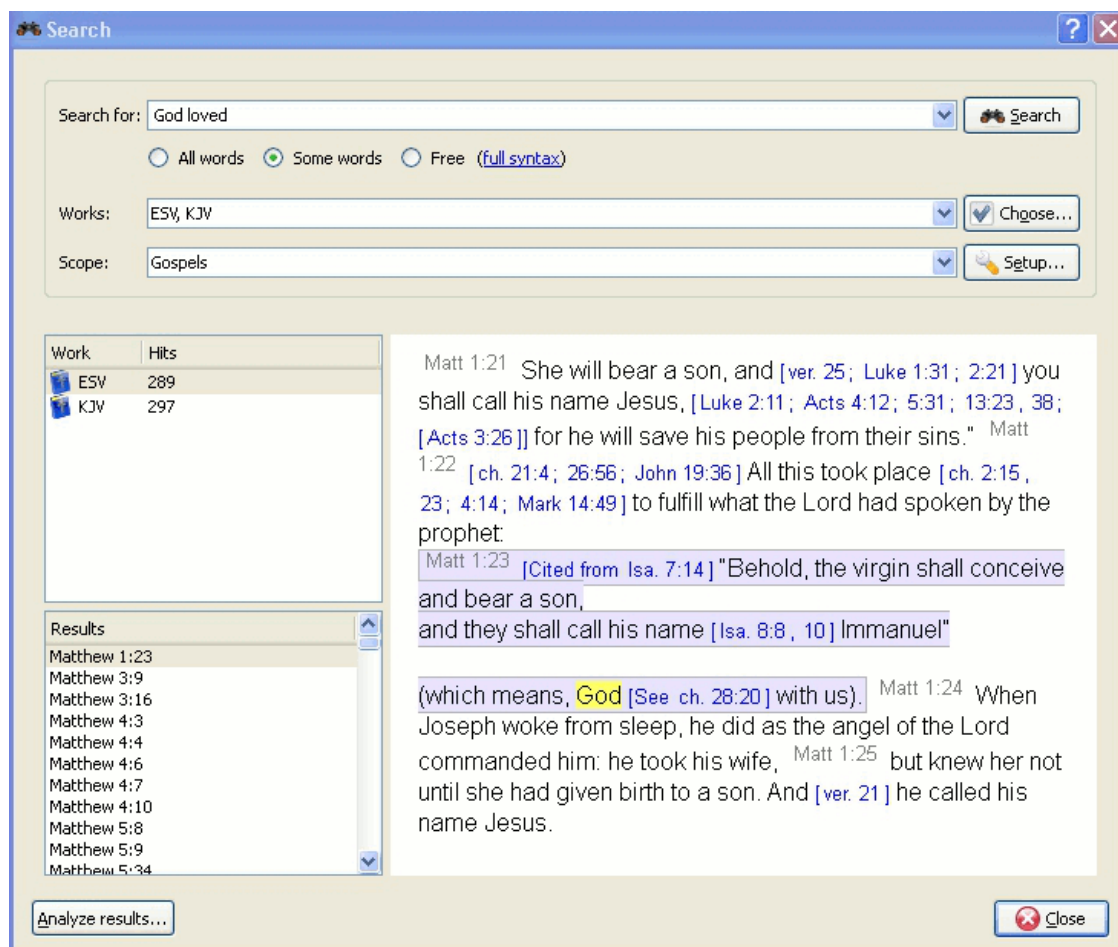 Search
Search for: God loved Search
All words Some words Free (full syntax)
Works: ESV, KJV Choose...
Scope: Gospels Setup...
Work Hits
ESV 289
KJV 297
Results
Matthew 1:23
Matthew 3:9
Matthew 3:16
Matthew 4:3
Matthew 4:4
Matthew 4:6
Matthew 4:7
Matthew 4:10
Matthew 5:8
Matthew 5:9
Matthew 5:34
Matt 1:21 She will bear a son, and [ver. 25; Luke 1:31; 2:21] you
shall call his name Jesus, [Luke 2:11; Acts 4:12; 5:31; 13:23, 38;
[Acts 3:26]] for he will save his people from their sins." Matt
1:22 [ch. 21:4; 26:56; John 19:36] All this took place [ch. 2:15,
23; 4:14; Mark 14:49] to fulfill what the Lord had spoken by the
prophet:
Matt 1:23 [Cited from Isa. 7:14] "Behold, the virgin shall conceive
and bear a son,
and they shall call his name [Isa. 8:8, 10] Immanuel"
(which means, God [See ch. 28:20] with us). Matt 1:24 When
Joseph woke from sleep, he did as the angel of the Lord
commanded him: he took his wife, Matt 1:25 but knew her not
until she had given birth to a son. And [ver. 21] he called his
name Jesus.
Analyze results... Close